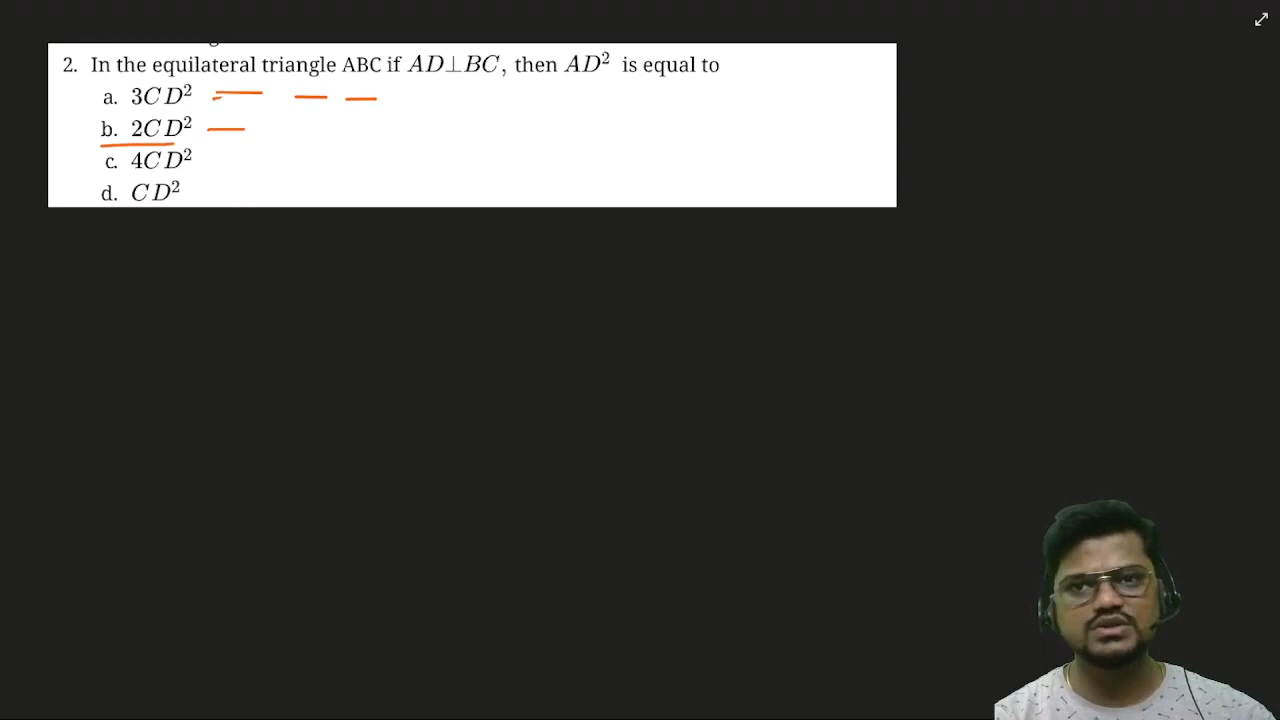 2. In the equilateral triangle ABC if AD⊥BC, then AD² is equal to
a. 3CD²
b. 2CD²
c. 4CD²
d. CD²